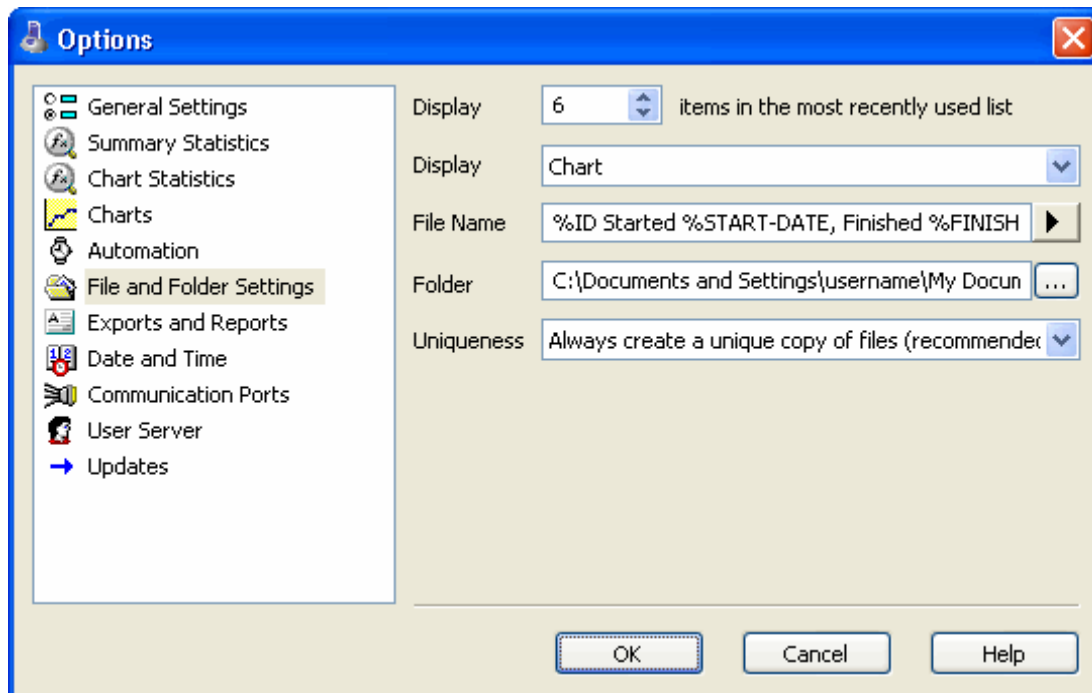 Options
General Settings
Summary Statistics
Chart Statistics
Charts
Automation
File and Folder Settings
Exports and Reports
Date and Time
Communication Ports
User Server
Updates
Display 6 items in the most recently used list
Display Chart
File Name %ID Started %START-DATE, Finished %FINISH
Folder C:\Documents and Settings\username\My Docun ...
Uniqueness Always create a unique copy of files (recommended
OK Cancel Help